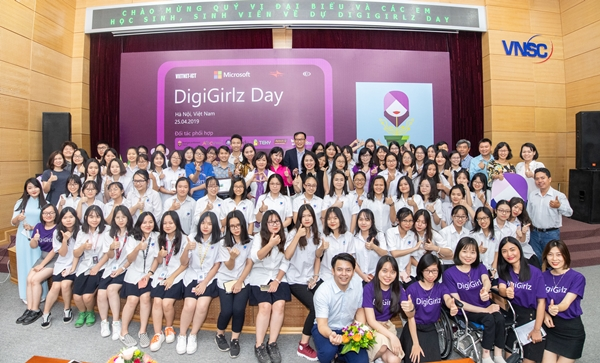 CHÀO MỪNG QUÝ VỊ ĐẠI BIỂU VÀ CÁC EM
HỌC SINH, SINH VIÊN VỀ DỰ DIGIGIRLZ DAY
VNSC
VIETNET-ICT
Microsoft
DigiGirlz Day
Hà Nội, Việt Nam
25.04.2019
Đối tác phối hợp
TEKY
DigiGirlz
DigiGirlz
DigiGirlz